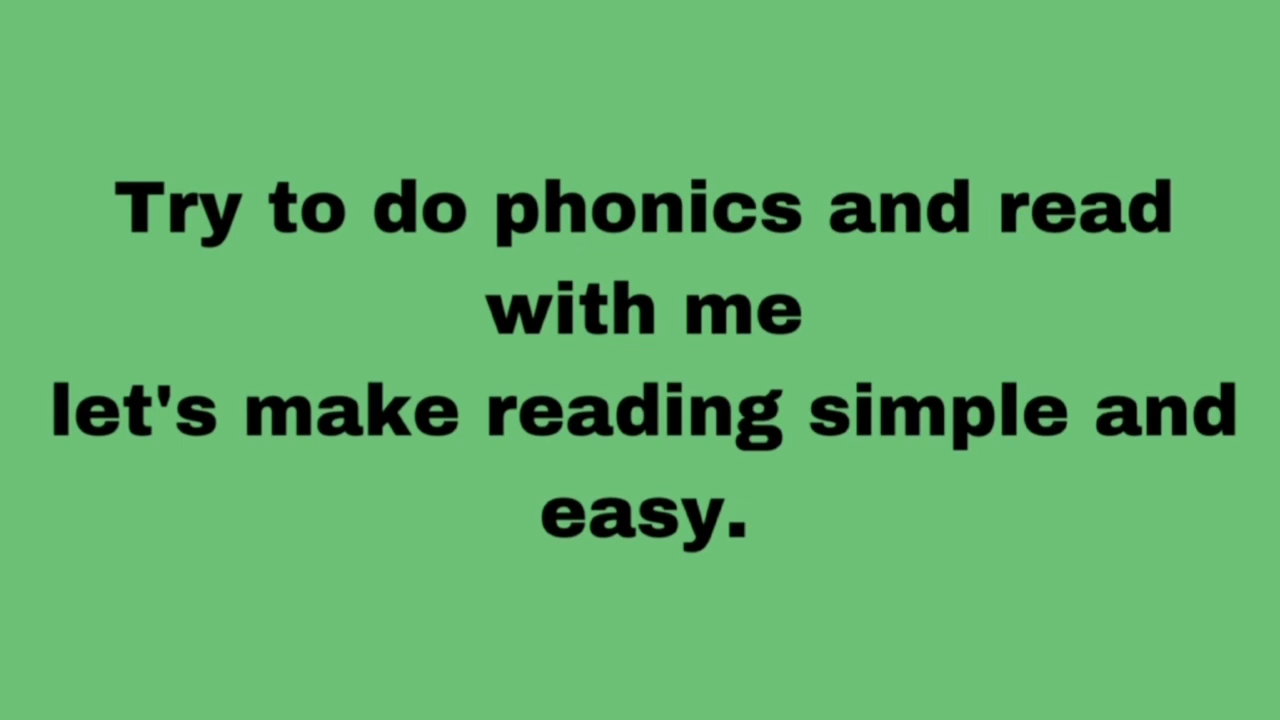 Try to do phonics and read
with me
let's make reading simple and
easy.